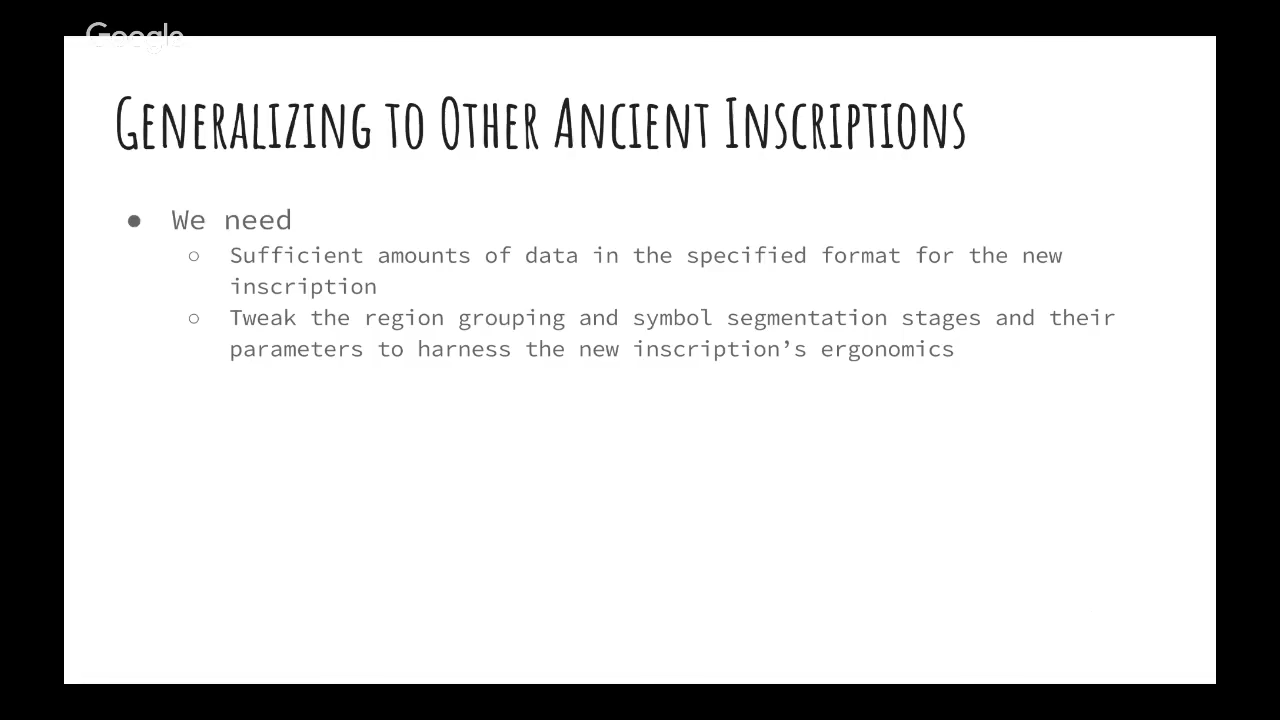 Google
Generalizing to Other Ancient Inscriptions
● We need
○ Sufficient amounts of data in the specified format for the new
inscription
○ Tweak the region grouping and symbol segmentation stages and their
parameters to harness the new inscription’s ergonomics